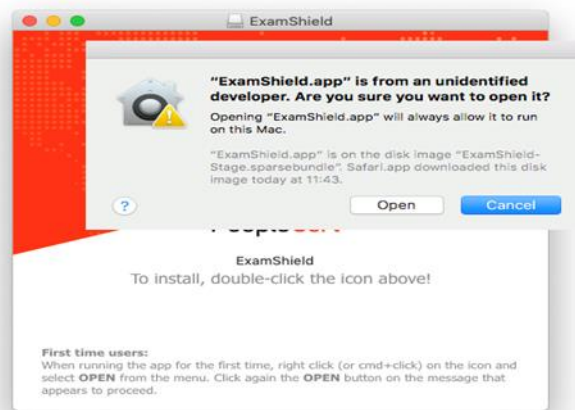 ExamShield
"ExamShield.app" is from an unidentified
developer. Are you sure you want to open it?
Opening "ExamShield.app" will always allow it to run
on this Mac.
"ExamShield.app" is on the disk image "ExamShield-
Stage.sparsebundle". Safari.app downloaded this disk
image today at 11:43.
?
Open
Cancel
ExamShield
To install, double-click the icon above!
First time users:
When running the app for the first time, right click (or cmd+click) on the icon and
select OPEN from the menu. Click again the OPEN button on the message that
appears to proceed.